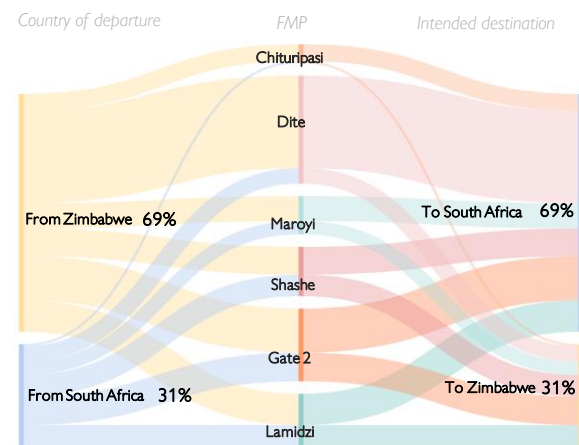 Country of departure FMP Intended destination
Chituripasi
Dite
From Zimbabwe 69%
Maroyi
To South Africa 69%
Shashe
Gate 2
From South Africa 31%
To Zimbabwe 31%
Lamidzi